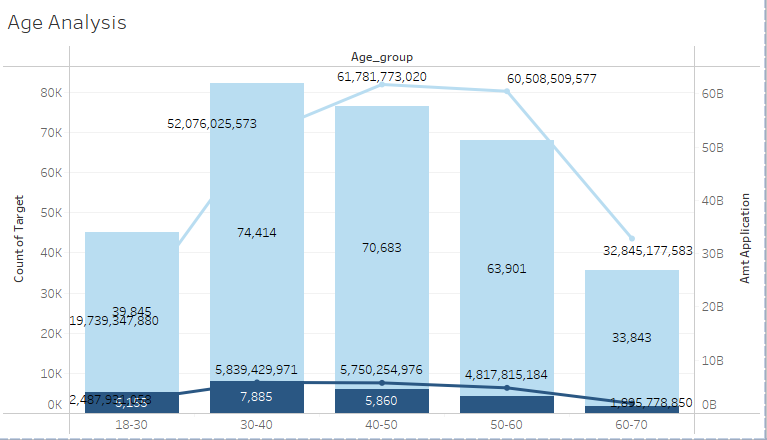 Age Analysis
Age_group
61,781,773,020
60,508,509,577
80K
60B
52,076,025,573
70K
50B
60K
Count of Target
50K
40B
Amt Application
74,414
70,683
63,901
32,845,177,583
40K
30B
30K
39,845
19,739,347,880
33,843
20K
20B
10K
5,839,429,971
5,750,254,976
4,817,815,184
10B
7,885
5,860
0K
1,895,778,850
0B
18-30
30-40
40-50
50-60
60-70